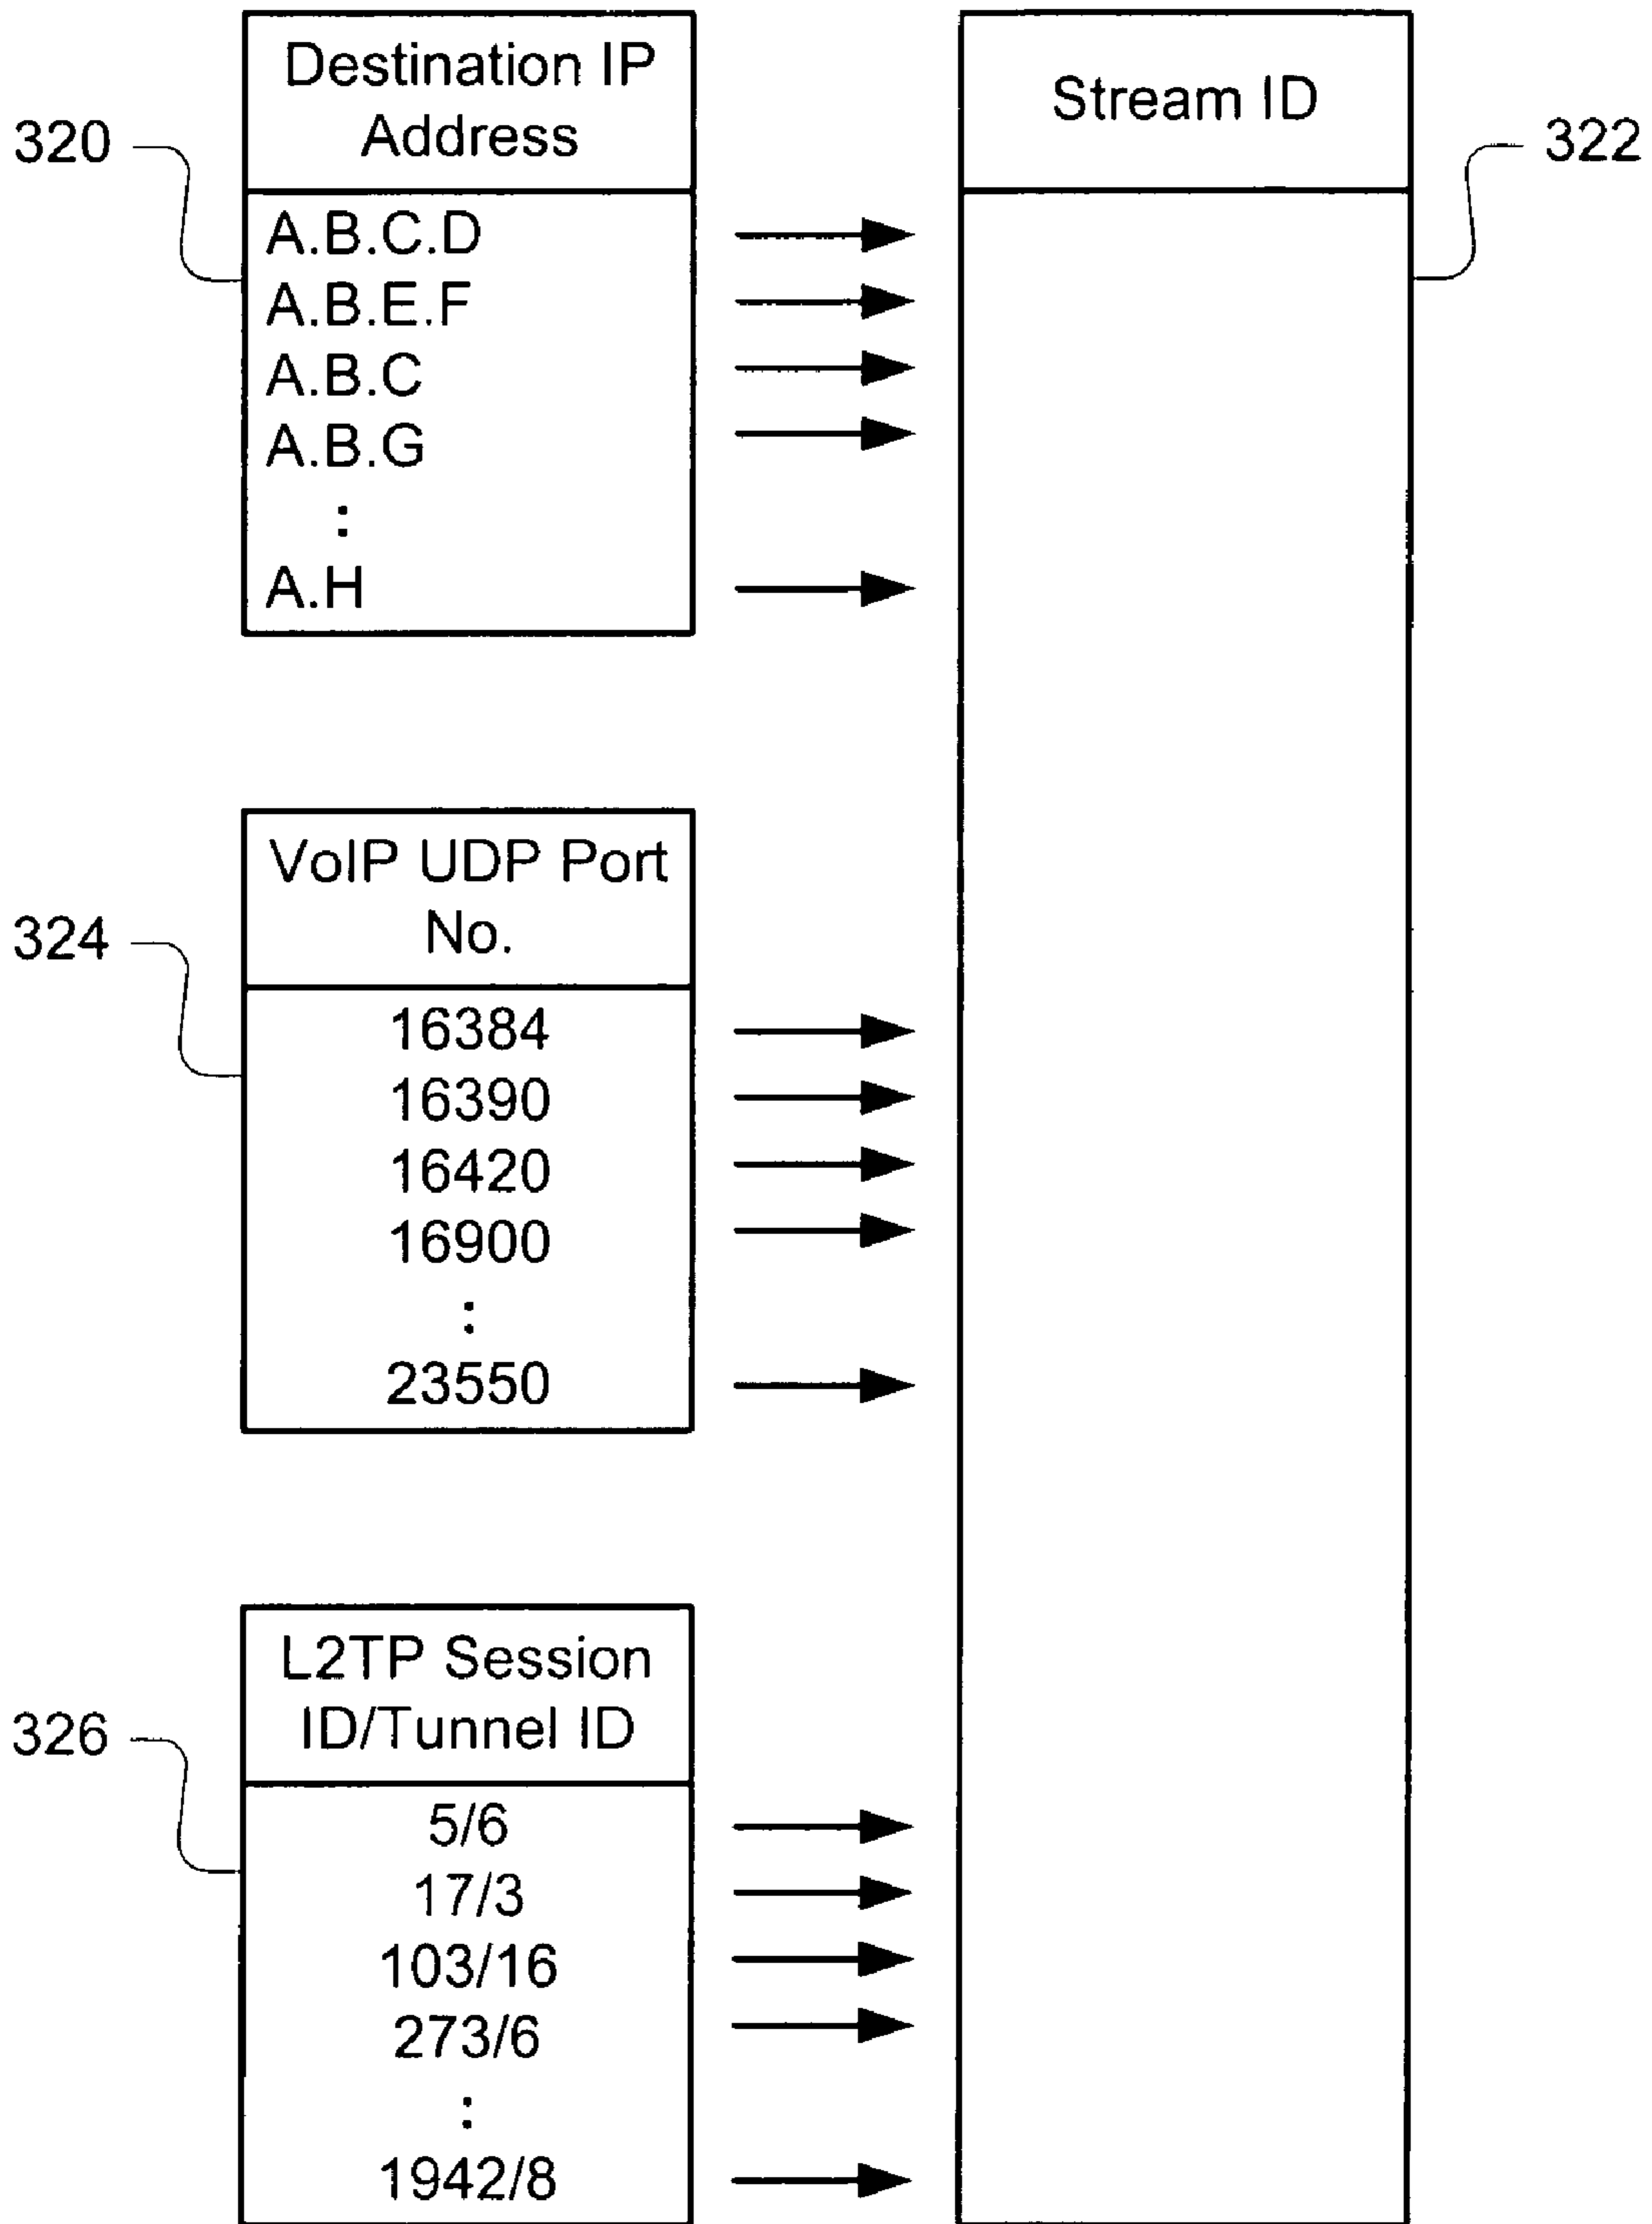 Destination IP
Address
Stream ID
320
322
A.B.C.D
A.B.E.F
A.B.C
A.B.G
:
A.H
VoIP UDP Port
No.
324
16384
16390
16420
16900
:
23550
L2TP Session
ID/Tunnel ID
326
5/6
17/3
103/16
273/6
:
1942/8